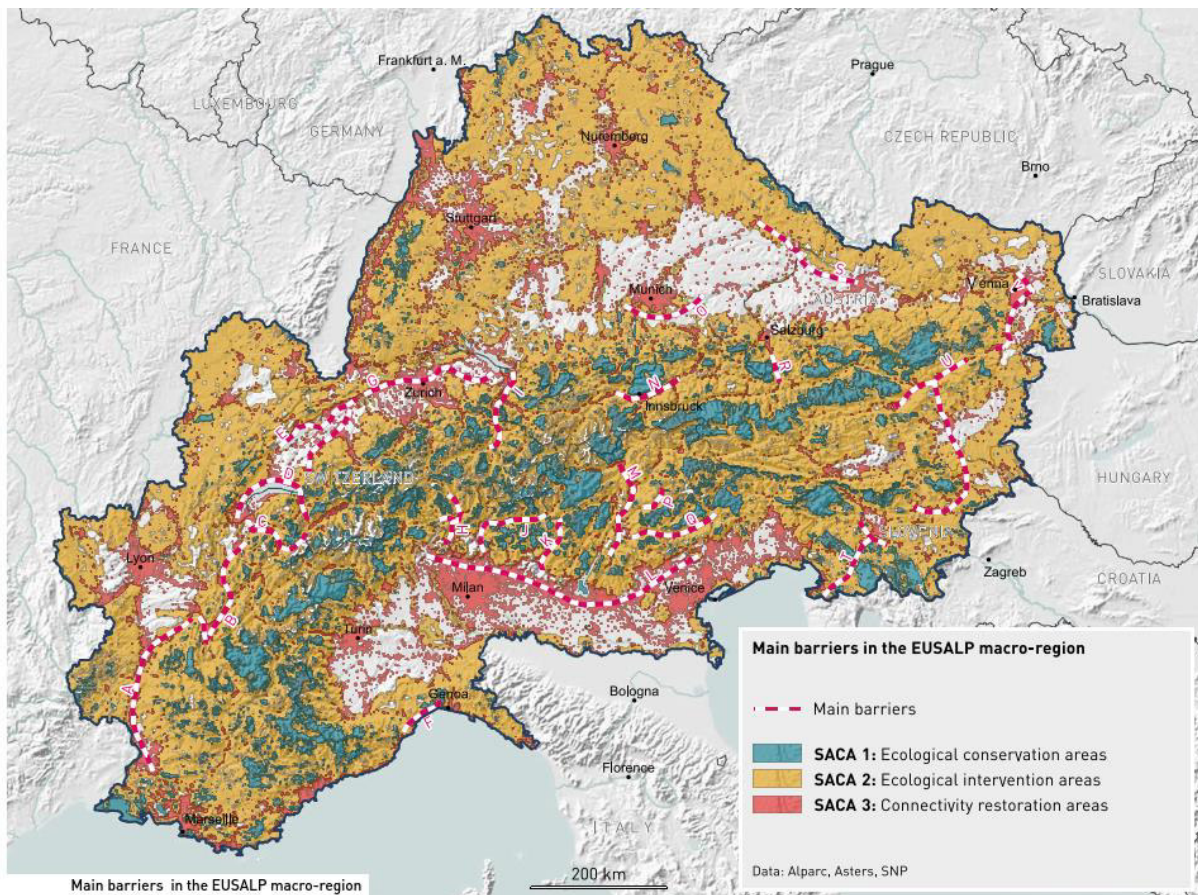 Frankfurt a. M.
Prague
LUXEMBOURG
GERMANY
CZECH REPUBLIC
Nuremberg
Brno
Stuttgart
FRANCE
SLOVAKIA
S
Munich
Vienna
AUSTRIA
Bratislava
O
Salzburg
G
Zurich
I
N
R
U
Innsbruck
E
D
SWITZERLAND
HUNGARY
M
P
C
H
J
K
Q
Lyon
T
L
Zagreb
Milan
Venice
CROATIA
B
Turin
A
Genoa
F
Bologna
Florence
Marseille
ITALY
200 km
Main barriers in the EUSALP macro-region
Main barriers in the EUSALP macro-region
Main barriers
SACA 1: Ecological conservation areas
SACA 2: Ecological intervention areas
SACA 3: Connectivity restoration areas
Data: Alparc, Asters, SNP